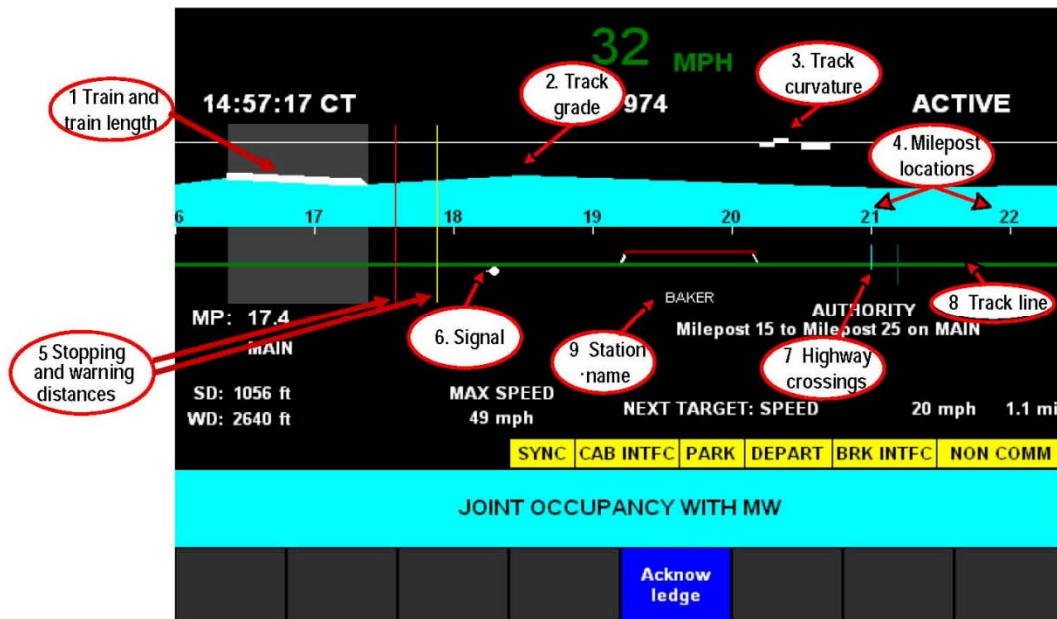 32 MPH
1 Train and
train length
14:57:17 CT
2. Track
grade
974
3. Track
curvature
ACTIVE
4. Milepost
locations
6 17 18 19 20 21 22
BAKER
MP: 17.4
MAIN
5 Stopping
and warning
distances
6. Signal
9 Station
name
AUTHORITY
Milepost 15 to Milepost 25 on MAIN
7 Highway
crossings
8 Track line
SD: 1056 ft
WD: 2640 ft
MAX SPEED
49 mph
NEXT TARGET: SPEED 20 mph 1.1 mi
SYNC CAB INTFC PARK DEPART BRK INTFC NON COMM
JOINT OCCUPANCY WITH MW
Acknow
ledge